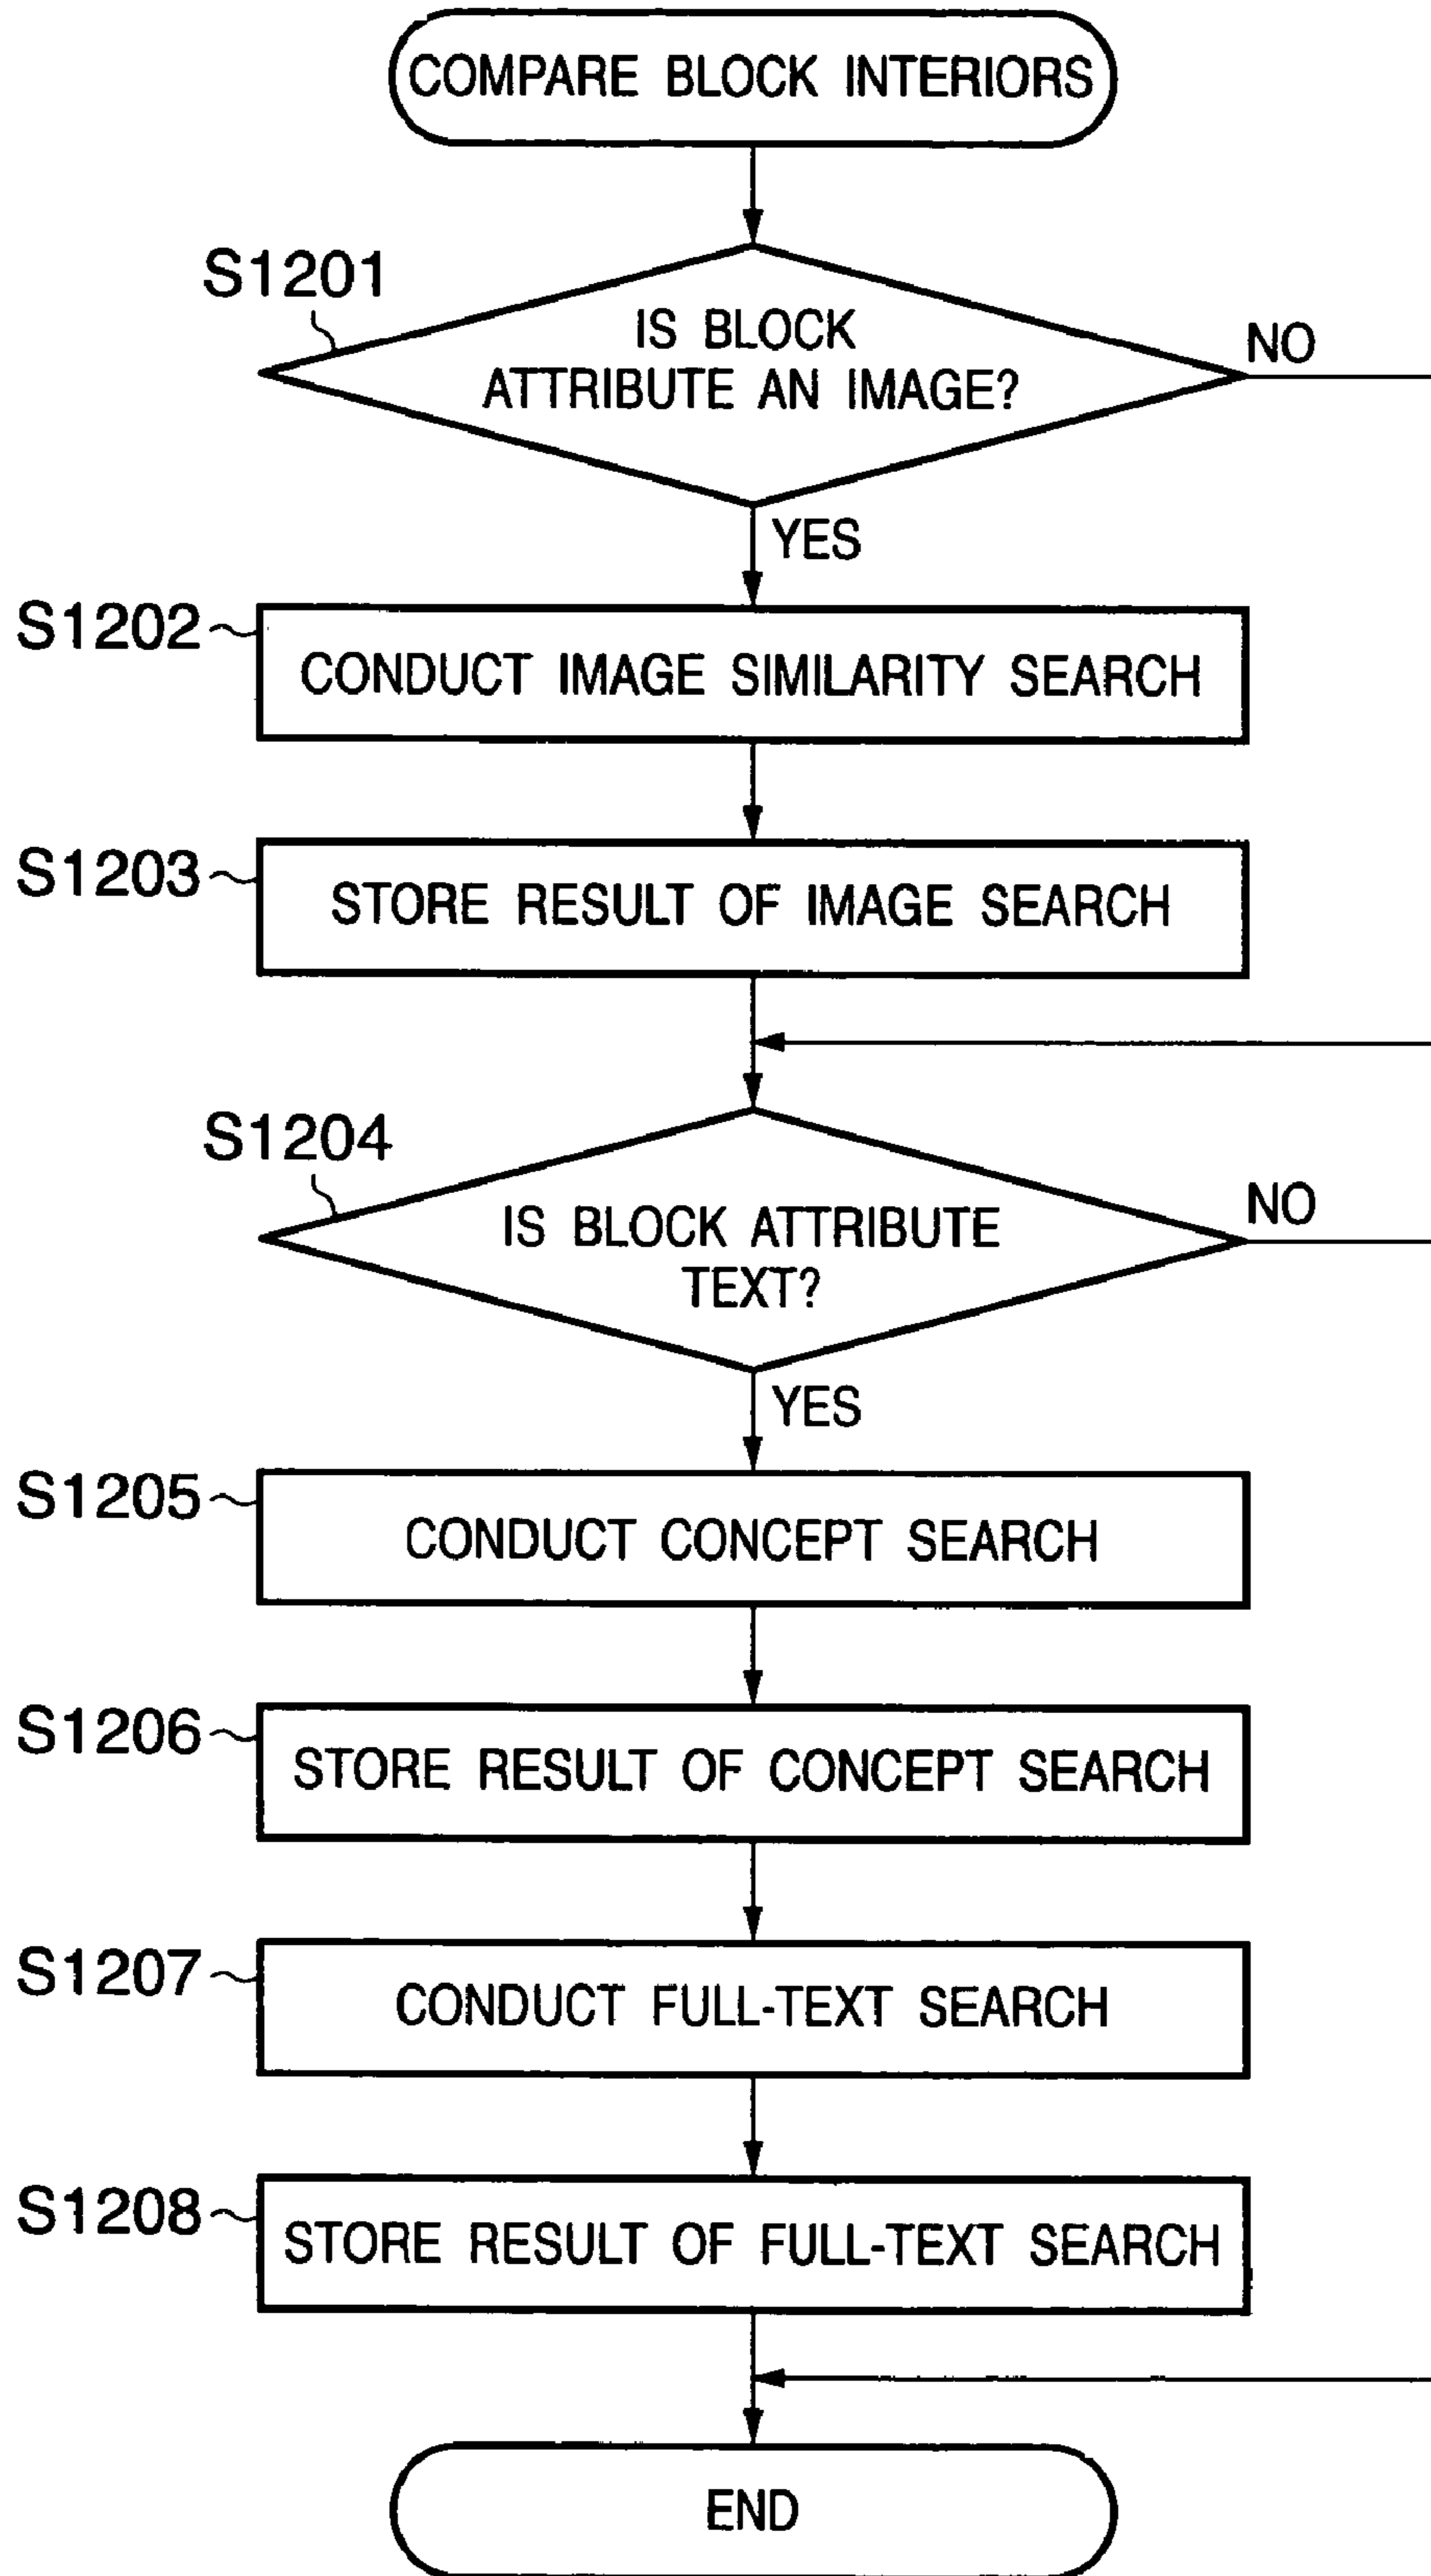 COMPARE BLOCK INTERIORS
S1201
IS BLOCK
ATTRIBUTE AN IMAGE?
NO
YES
S1202
CONDUCT IMAGE SIMILARITY SEARCH
S1203
STORE RESULT OF IMAGE SEARCH
S1204
IS BLOCK ATTRIBUTE
TEXT?
NO
YES
S1205
CONDUCT CONCEPT SEARCH
S1206
STORE RESULT OF CONCEPT SEARCH
S1207
CONDUCT FULL-TEXT SEARCH
S1208
STORE RESULT OF FULL-TEXT SEARCH
END